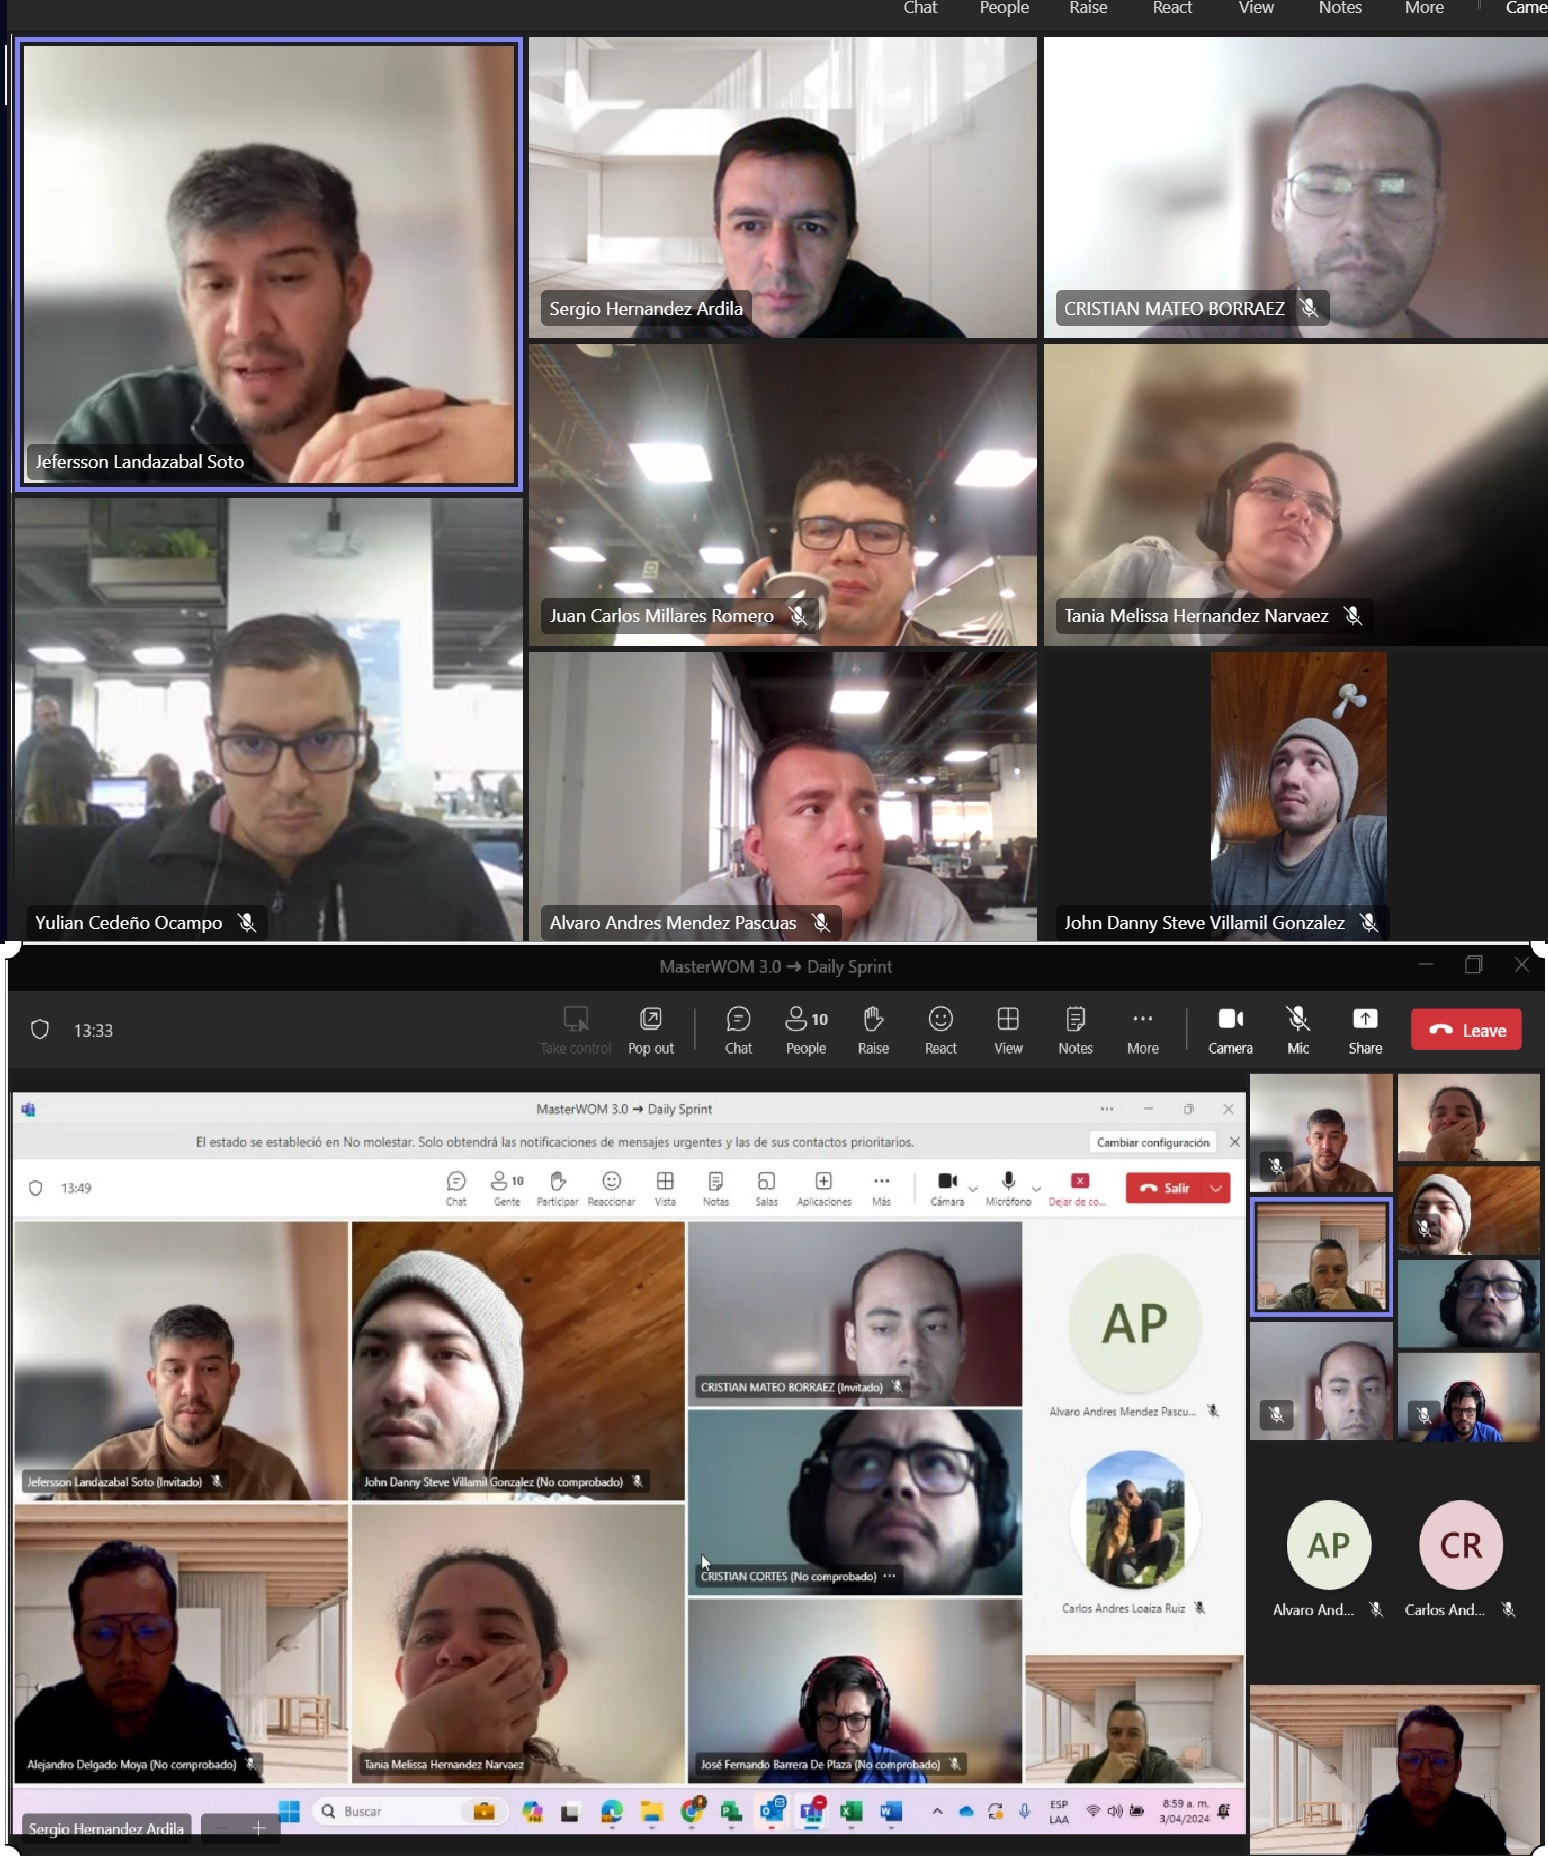 Chat People Raise React View Notes More Came
Jefersson Landazabal Soto
Sergio Hernandez Ardila
CRISTIAN MATEO BORRAEZ
Juan Carlos Millares Romero
Tania Melissa Hernandez Narvaez
Yulian Cedeño Ocampo
Alvaro Andres Mendez Pascuas
John Danny Steve Villamil Gonzalez
MasterWOM 3.0 → Daily Sprint
13:33
10
Take control Pop out Chat People Raise React View Notes More Camera Mic Share Leave
MasterWOM 3.0 → Daily Sprint
El estado se estableció en No molestar. Solo obtendrá las notificaciones de mensajes urgentes y las de sus contactos prioritarios.
Cambiar configuración
13:49
10
Chat Gente Participar Reaccionar Vista Notas Salas Aplicaciones Más Cámara Micrófono Dejar de co... Salir
Jefersson Landazabal Soto (Invitado)
John Danny Steve Villamil Gonzalez (No comprobado)
CRISTIAN MATEO BORRAEZ (Invitado)
AP
Alvaro Andres Mendez Pascu...
CRISTIAN CORTES (No comprobado) ...
Carlos Andres Loaiza Ruiz
Alejandro Delgado Moya (No comprobado)
Tania Melissa Hernandez Narvaez
José Fernando Barrera De Plaza (No comprobado)
AP
CR
Alvaro And...
Carlos And...
Buscar
ESP
LAA
8:59 a. m.
3/04/2024
Sergio Hernandez Ardila